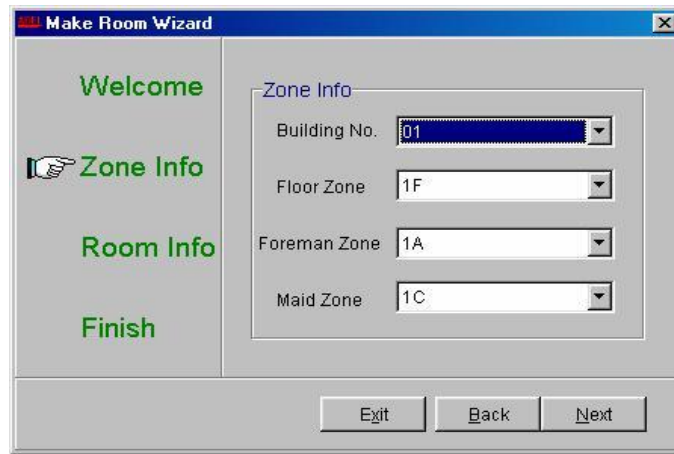 Make Room Wizard
Welcome
Zone Info
Room Info
Finish
Zone Info
Building No. 01
Floor Zone 1F
Foreman Zone 1A
Maid Zone 1C
Exit Back Next